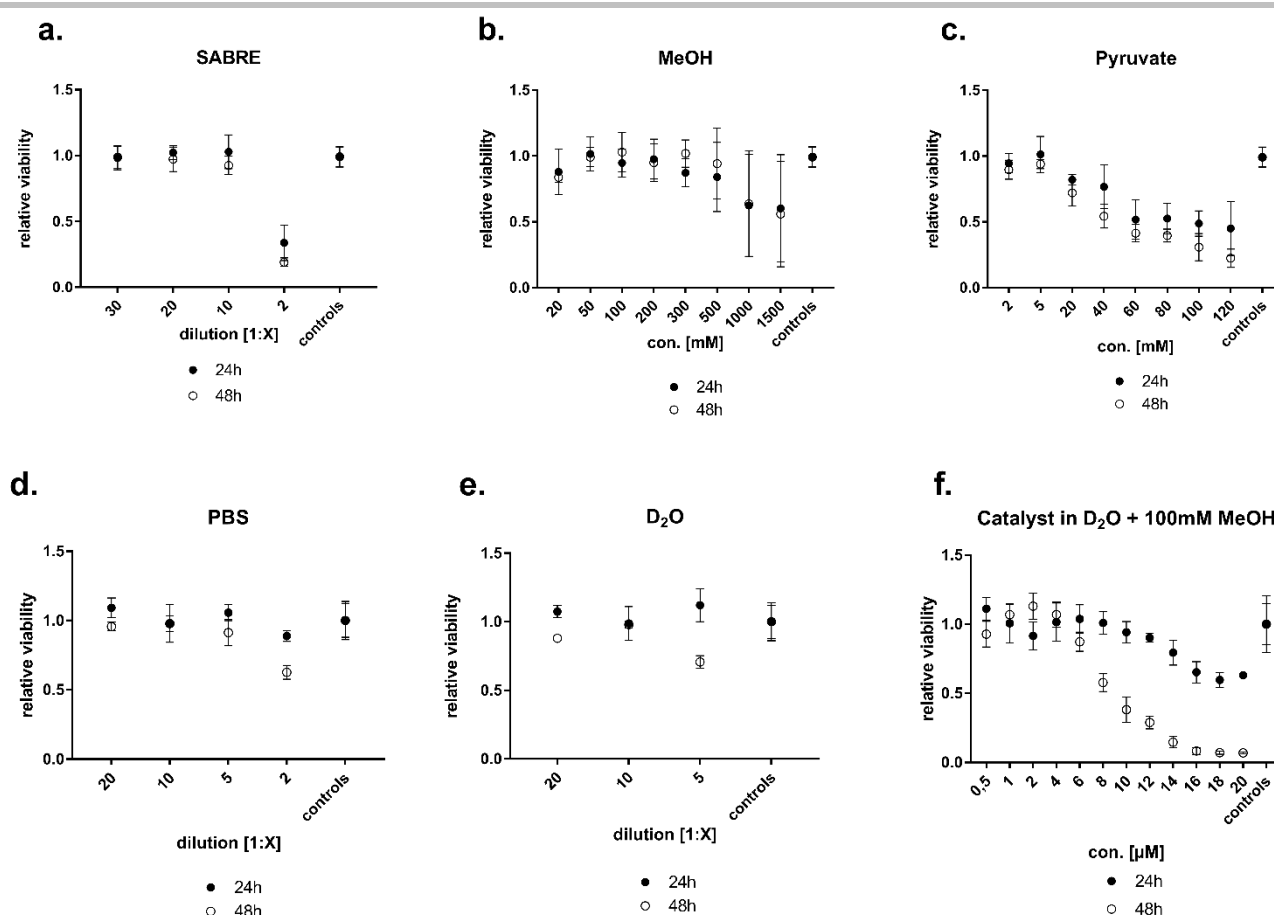 a.
SABRE
relative viability
1.5
1.0
0.5
0.0
30 20 10 2 controls
dilution [1:X]
24h
48h
b.
MeOH
relative viability
1.5
1.0
0.5
0.0
20 50 100 200 300 500 1000 1500 controls
con. [mM]
24h
48h
c.
Pyruvate
relative viability
1.5
1.0
0.5
0.0
2 5 20 40 60 80 100 120 controls
con. [mM]
24h
48h
d.
PBS
relative viability
1.5
1.0
0.5
0.0
20 10 5 2 controls
dilution [1:X]
24h
48h
e.
D₂O
relative viability
1.5
1.0
0.5
0.0
20 10 5 controls
dilution [1:X]
24h
48h
f.
Catalyst in D₂O + 100mM MeOH
relative viability
1.5
1.0
0.5
0.0
0,5 1 2 4 6 8 10 12 14 16 18 20 controls
con. [µM]
24h
48h